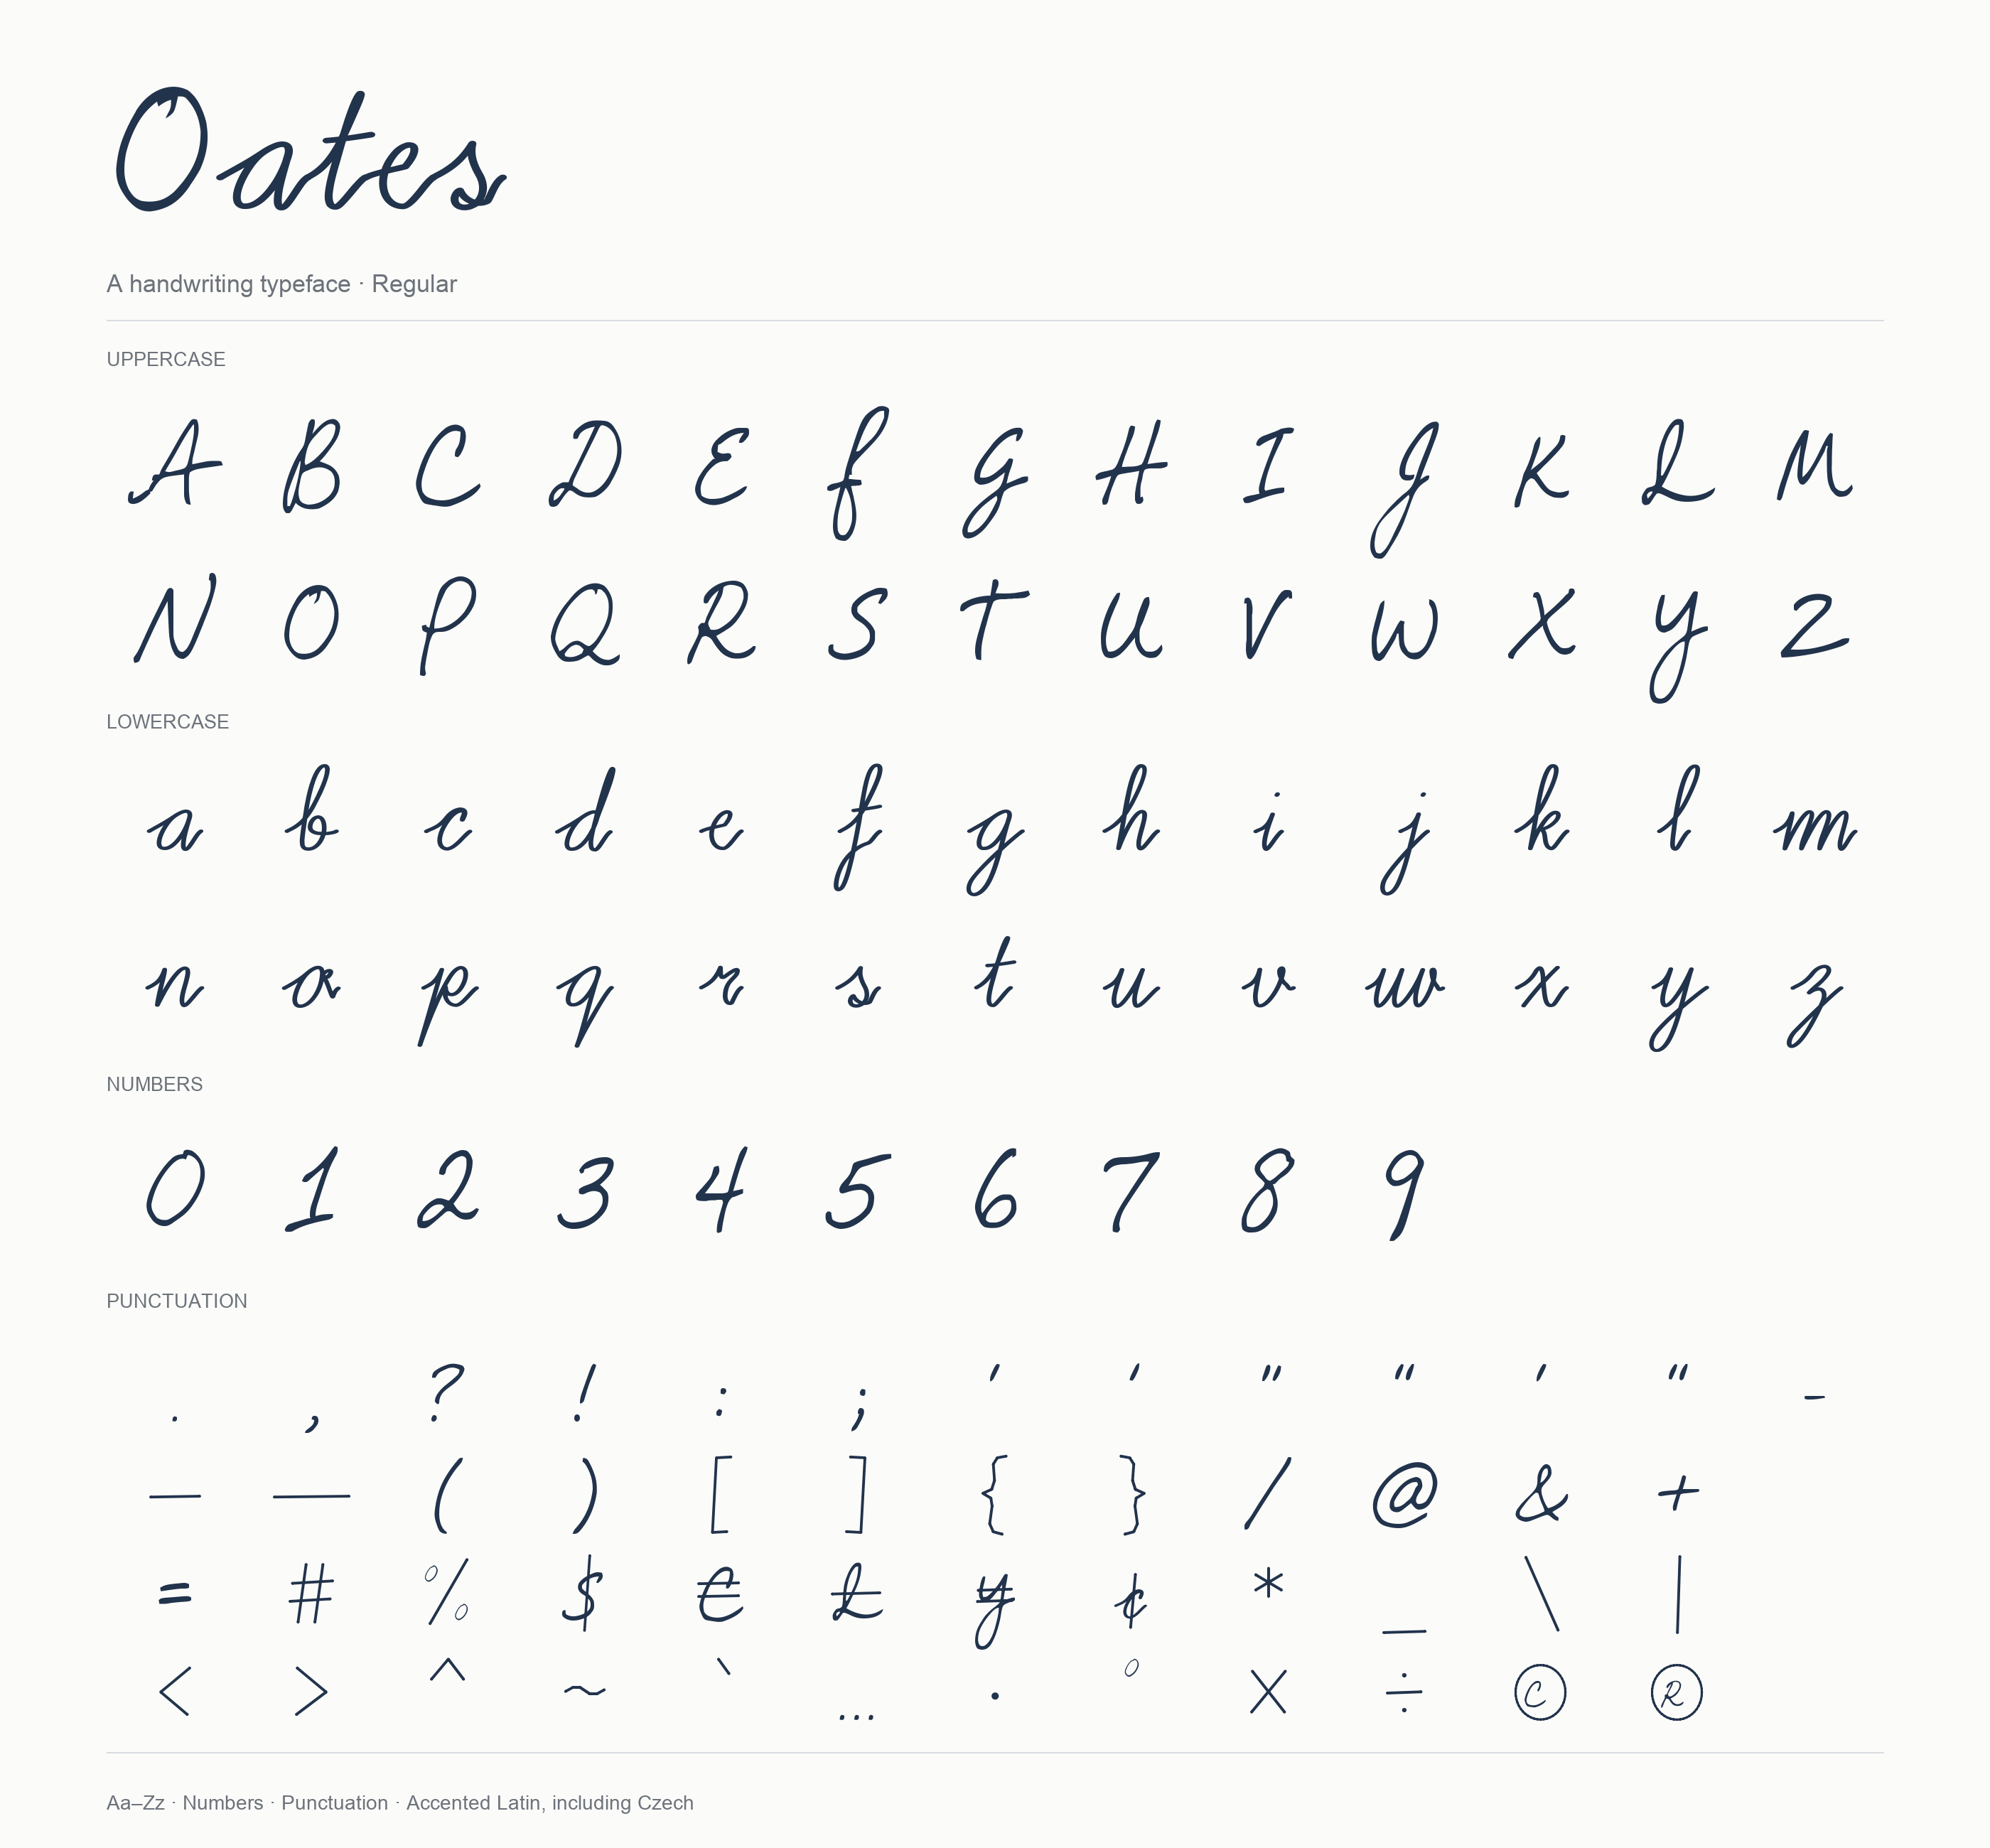 Oates
A handwriting typeface · Regular
UPPERCASE
A B C D E F G H I J K L M
N O P Q R S T U V W X Y Z
LOWERCASE
a b c d e f g h i j k l m
n o p q r s t u v w x y z
NUMBERS
0 1 2 3 4 5 6 7 8 9
PUNCTUATION
. , ? ! : ; ' ’ " “ ‘ “ -
– — ( ) [ ] { } / @ & +
= # % $ € £ ¥ ¢ * _ \ |
< > ^ ~ ` … · ° × ÷ © ®
Aa–Zz · Numbers · Punctuation · Accented Latin, including Czech